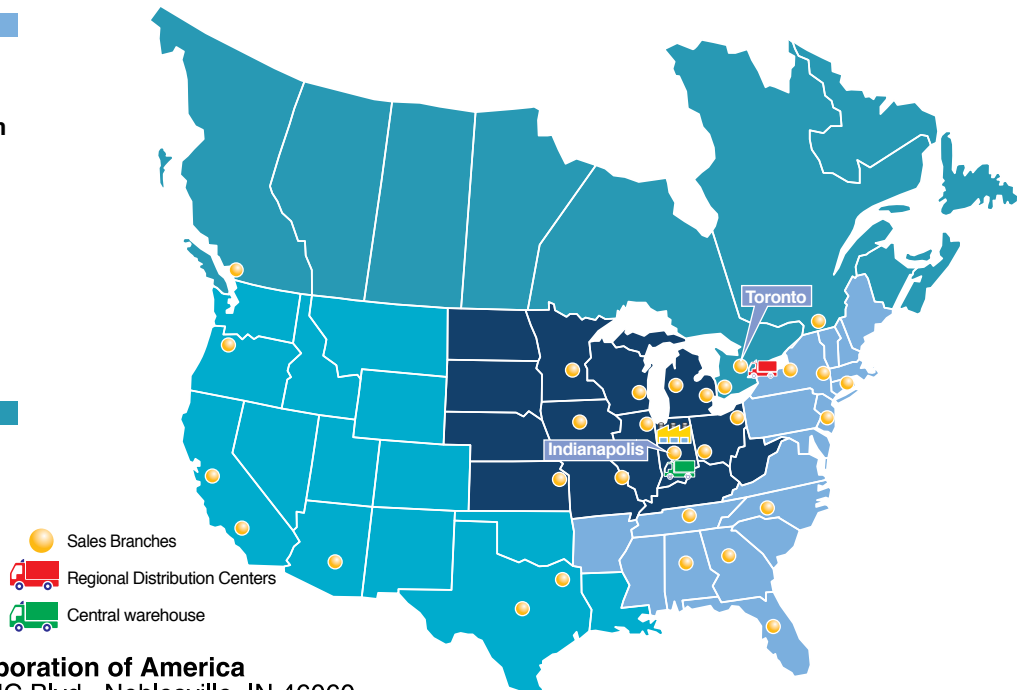 Toronto
Indianapolis
Sales Branches
Regional Distribution Centers
Central warehouse
poration of America